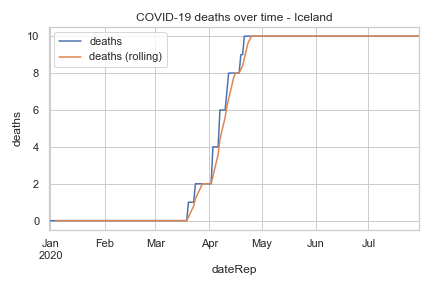 COVID-19 deaths over time - Iceland
deaths
deaths (rolling)
10
8
6
4
2
0
deaths
Jan Feb Mar Apr May Jun Jul
2020
dateRep